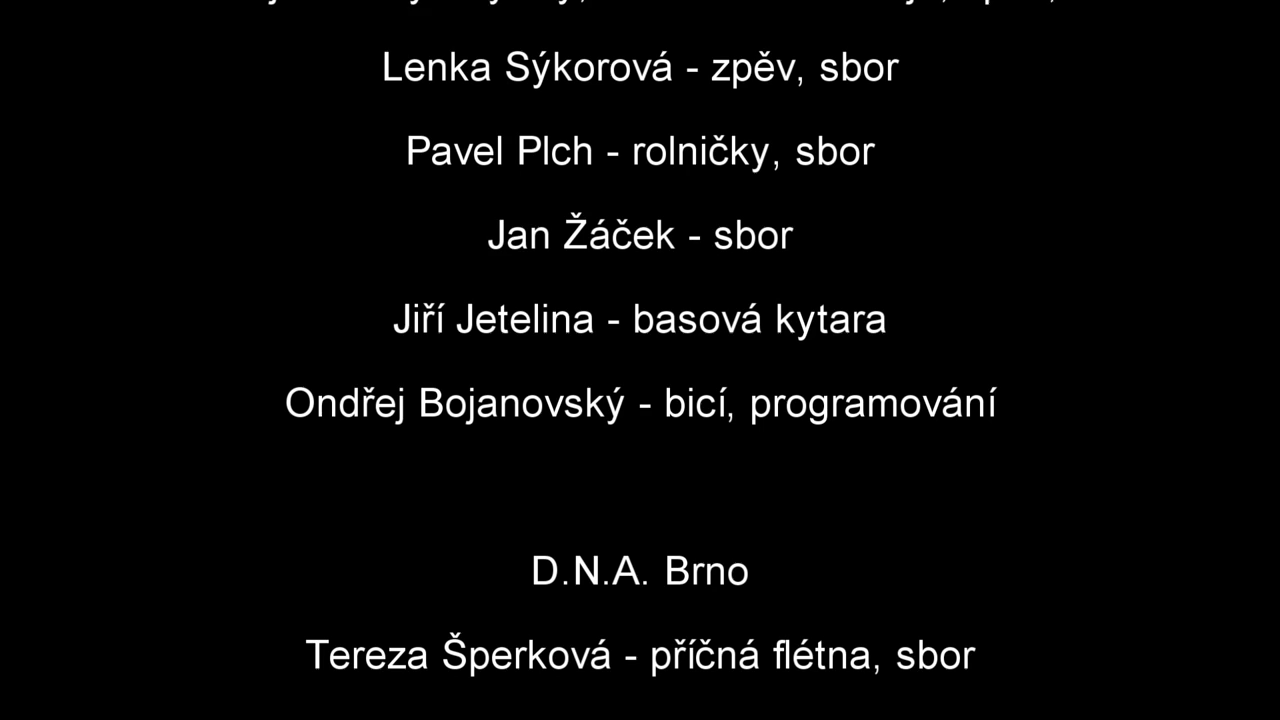 Lenka Sýkorová - zpěv, sbor
Pavel Plch - rolničky, sbor
Jan Žáček - sbor
Jiří Jetelina - basová kytara
Ondřej Bojanovský - bicí, programování
D.N.A. Brno
Tereza Šperková - příčná flétna, sbor